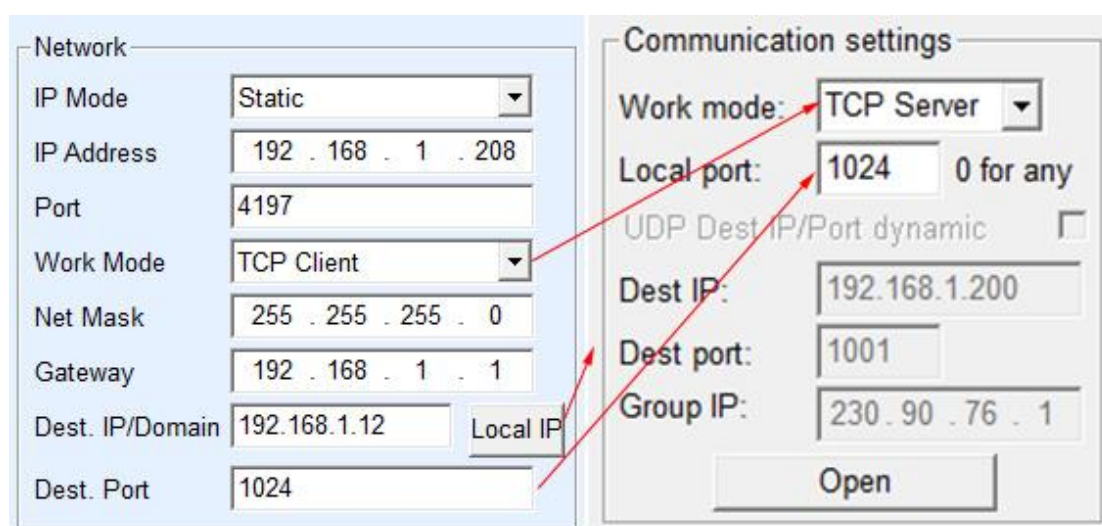 Network
IP Mode Static
IP Address 192 . 168 . 1 . 208
Port 4197
Work Mode TCP Client
Net Mask 255 . 255 . 255 . 0
Gateway 192 . 168 . 1 . 1
Dest. IP/Domain 192.168.1.12 Local IP
Dest. Port 1024
Communication settings
Work mode: TCP Server
Local port: 1024 0 for any
UDP Dest IP/Port dynamic
Dest IP: 192.168.1.200
Dest port: 1001
Group IP: 230 . 90 . 76 . 1
Open